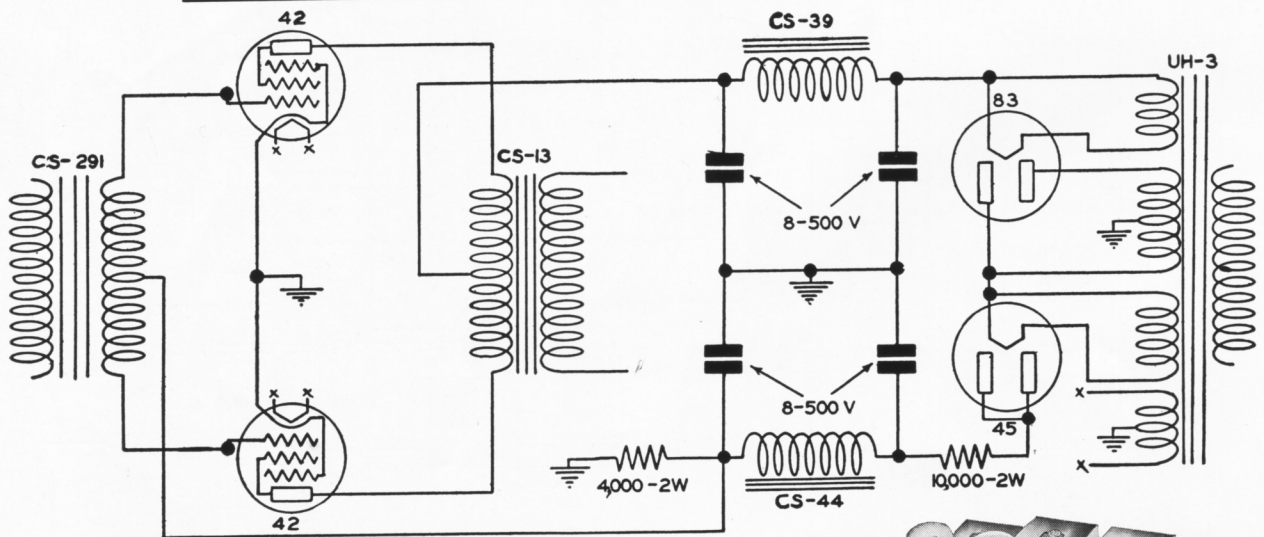 42
CS-39
UH-3
83
CS-291
CS-13
8-500 V
x x
x x
8-500 V
x
45
4,000-2W
10,000-2W
x
CS-44
42